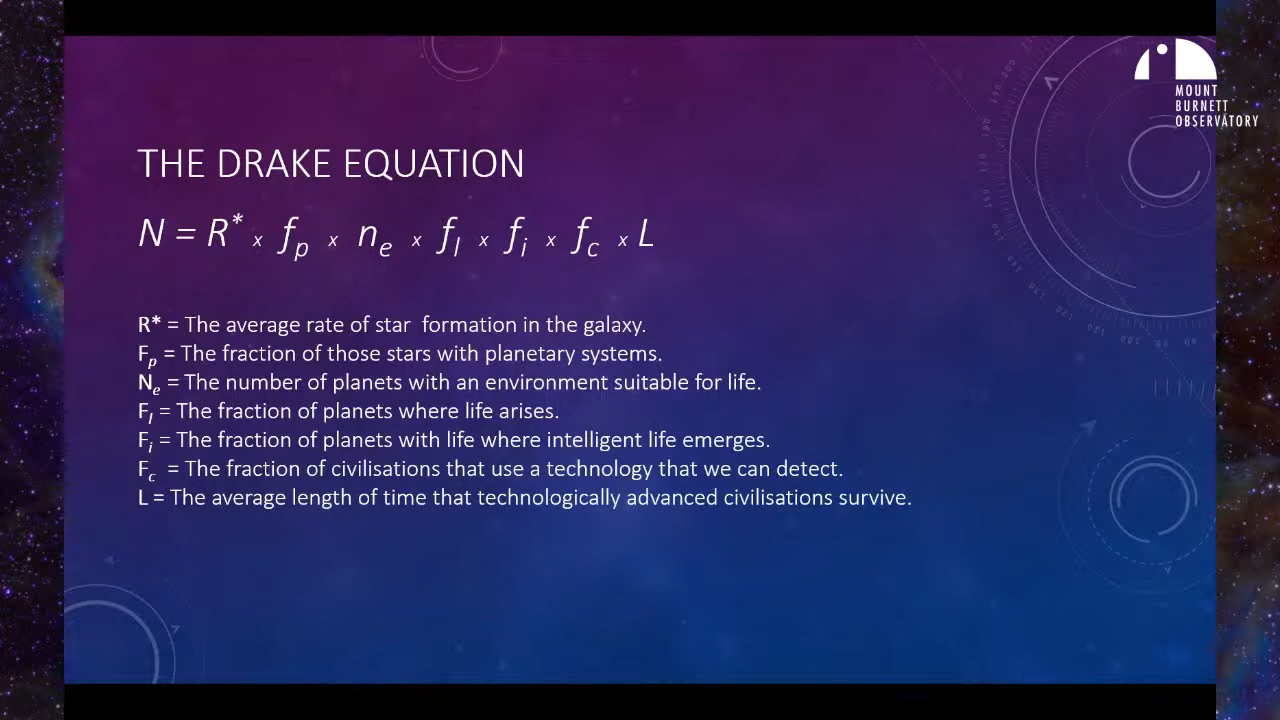 MOUNT
BURNETT
OBSERVATORY
THE DRAKE EQUATION
N = R* x fp x ne x fl x fi x fc x L
R* = The average rate of star formation in the galaxy.
Fp = The fraction of those stars with planetary systems.
Ne = The number of planets with an environment suitable for life.
Fl = The fraction of planets where life arises.
Fi = The fraction of planets with life where intelligent life emerges.
Fc = The fraction of civilisations that use a technology that we can detect.
L = The average length of time that technologically advanced civilisations survive.